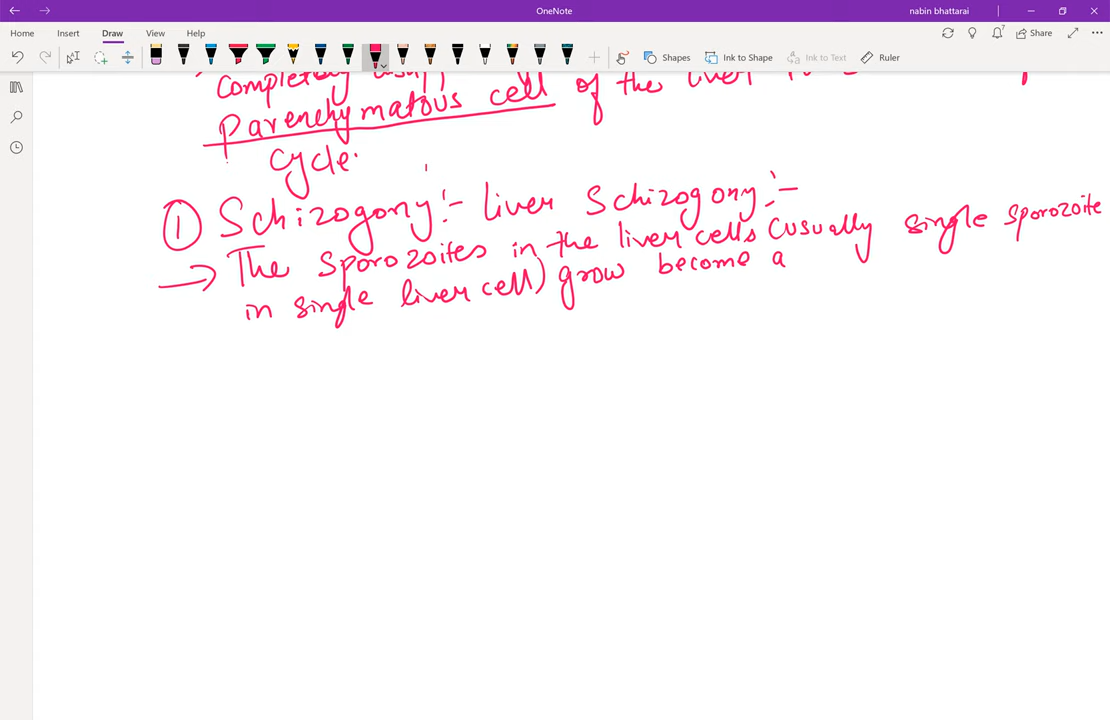 OneNote
nabin bhattarai
Home Insert Draw View Help
Share
Shapes Ink to Shape Ink to Text Ruler
completely
parenchymatous cell of the liver
cycle.
① Schizogony :- liver Schizogony :-
→ The sporozoites in the liver cells (usually single sporozoite
in single liver cell) grow become a